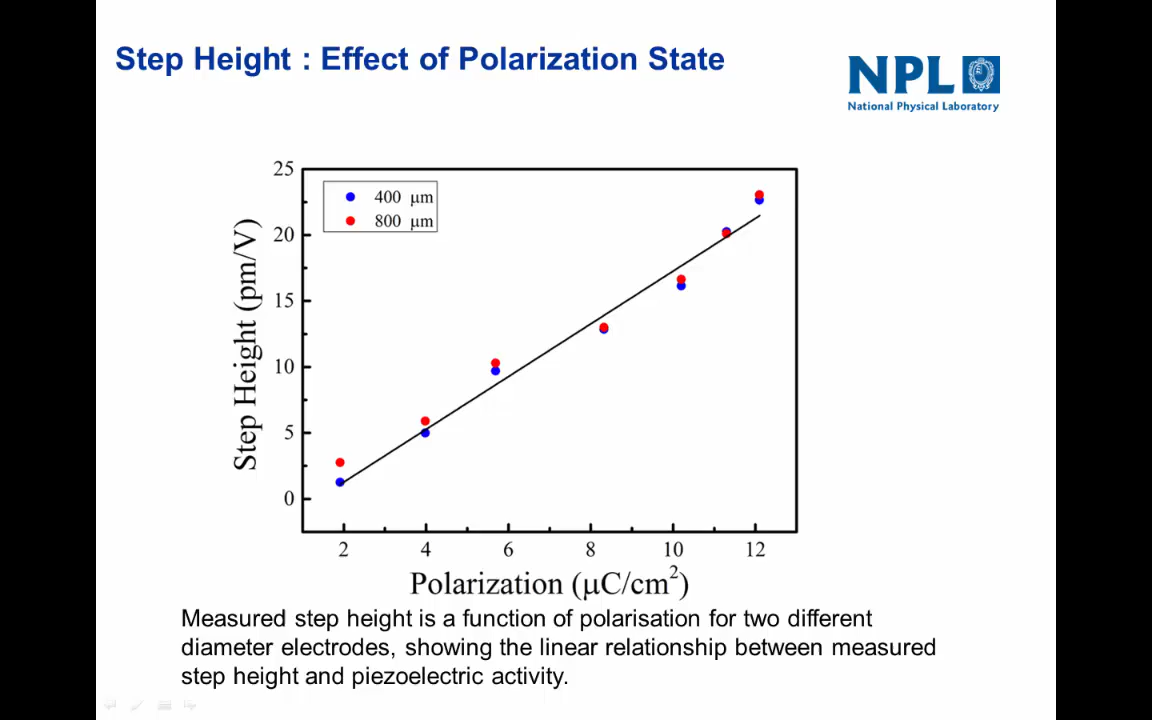 Step Height : Effect of Polarization State
NPL
National Physical Laboratory
25
20
15
10
5
0
Step Height (pm/V)
400 μm
800 μm
2 4 6 8 10 12
Polarization (μC/cm²)
Measured step height is a function of polarisation for two different
diameter electrodes, showing the linear relationship between measured
step height and piezoelectric activity.